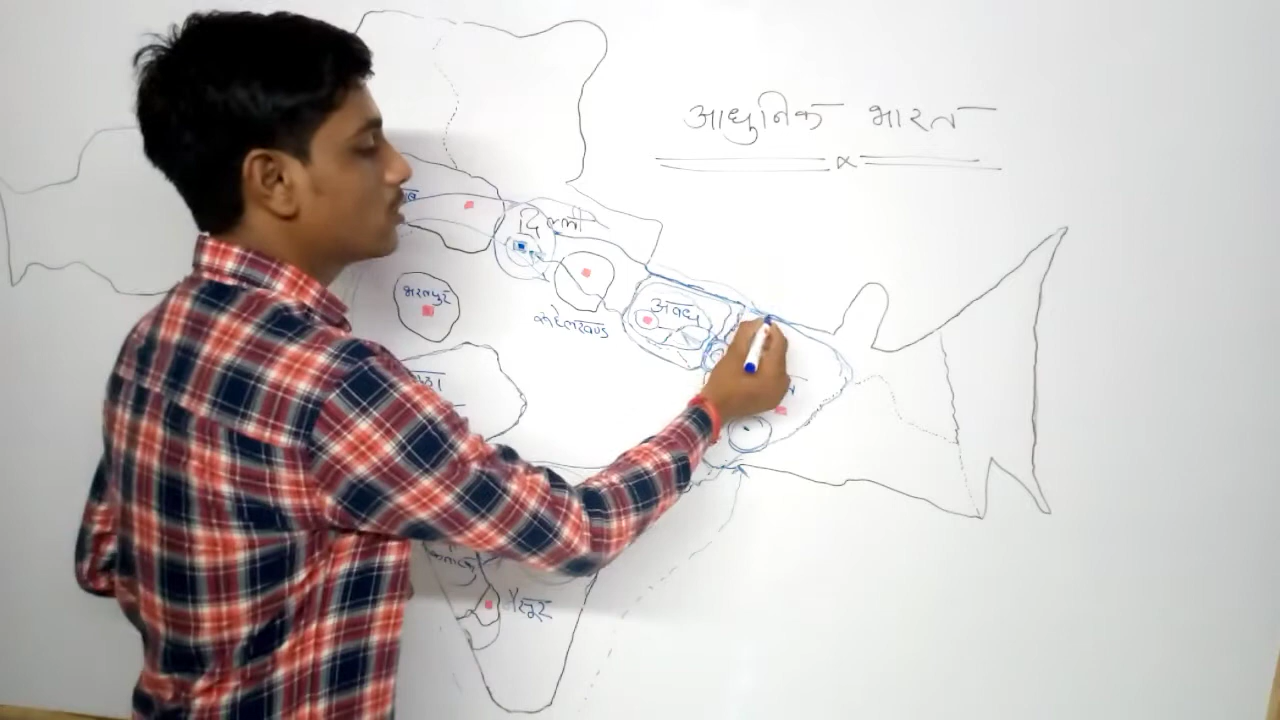 आधुनिक भारत
दिल्ली
भरतपुर
रूहेलखण्ड
अवध
मैसूर